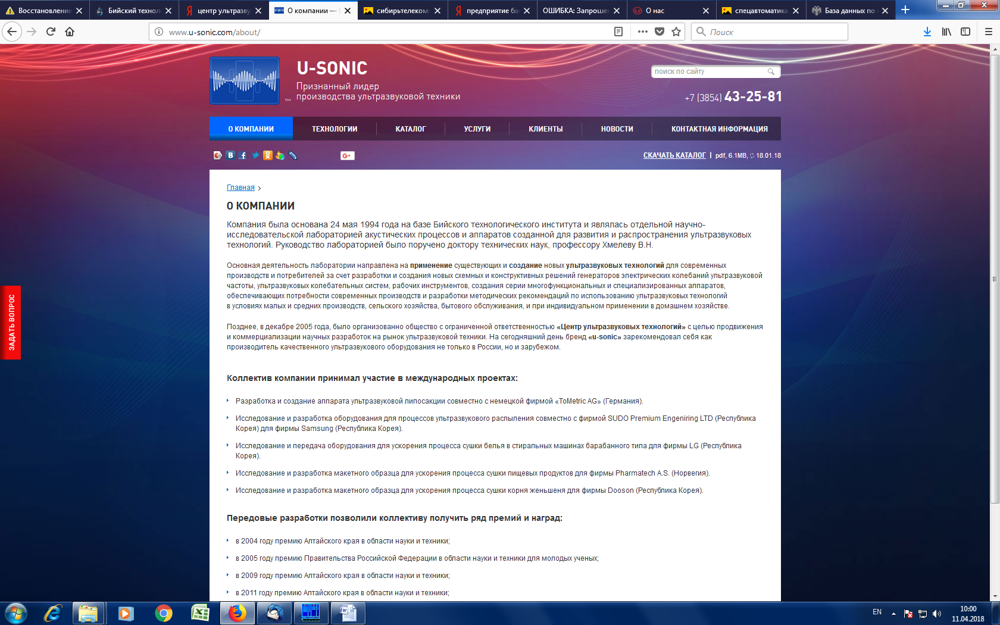 Восстановление
Бийский технол
центр ультразву
О компании —
сибирьтелеком:
предприятие ба
ОШИБКА: Запроше
О нас
спецавтоматика
База данных по
www.u-sonic.com/about/
Поиск
U-SONIC
Признанный лидер
производства ультразвуковой техники
TM
поиск по сайту
+7 (3854) 43-25-81
О КОМПАНИИ
ТЕХНОЛОГИИ
КАТАЛОГ
УСЛУГИ
КЛИЕНТЫ
НОВОСТИ
КОНТАКТНАЯ ИНФОРМАЦИЯ
G+
СКАЧАТЬ КАТАЛОГ | pdf, 6.1MB, 18.01.18
Главная
О КОМПАНИИ
Компания была основана 24 мая 1994 года на базе Бийского технологического института и являлась отдельной научно-
исследовательской лабораторией акустических процессов и аппаратов созданной для развития и распространения ультразвуковых
технологий. Руководство лабораторией было поручено доктору технических наук, профессору Хмелеву В.Н.
Основная деятельность лаборатории направлена на применение существующих и создание новых ультразвуковых технологий для современных
производств и потребителей за счет разработки и создания новых схемных и конструктивных решений генераторов электрических колебаний ультразвуковой
частоты, ультразвуковых колебательных систем, рабочих инструментов, создания серии многофункциональных и специализированных аппаратов,
обеспечивающих потребности современных производств и разработки методических рекомендаций по использованию ультразвуковых технологий
в условиях малых и средних производств, сельского хозяйства, бытового обслуживания, и при индивидуальном применении в домашнем хозяйстве.
Позднее, в декабре 2005 года, было организованно общество с ограниченной ответственностью «Центр ультразвуковых технологий» с целью продвижения
и коммерциализации научных разработок на рынок ультразвуковой техники. На сегодняшний день бренд «u-sonic» зарекомендовал себя как
производитель качественного ультразвукового оборудования не только в России, но и зарубежом.
ЗАДАТЬ ВОПРОС
Коллектив компании принимал участие в международных проектах:
Разработка и создание аппарата ультразвуковой липосакции совместно с немецкой фирмой «ToMetric AG» (Германия).
Исследование и разработка оборудования для процессов ультразвукового распыления совместно с фирмой SUDO Premium Engeniring LTD (Республика
Корея) для фирмы Samsung (Республика Корея).
Исследование и передача оборудования для ускорения процесса сушки белья в стиральных машинах барабанного типа для фирмы LG (Республика
Корея).
Исследование и разработка макетного образца для ускорения процесса сушки пищевых продуктов для фирмы Pharmatech A.S. (Норвегия).
Исследование и разработка макетного образца для ускорения процесса сушки корня женьшеня для фирмы Dooson (Республика Корея).
Передовые разработки позволили коллективу получить ряд премий и наград:
в 2004 году премию Алтайского края в области науки и техники;
в 2005 году премию Правительства Российской Федерации в области науки и техники для молодых ученых;
в 2009 году премию Алтайского края в области науки и техники;
в 2011 году премию Алтайского края в области науки и техники;
EN
10:00
11.04.2018